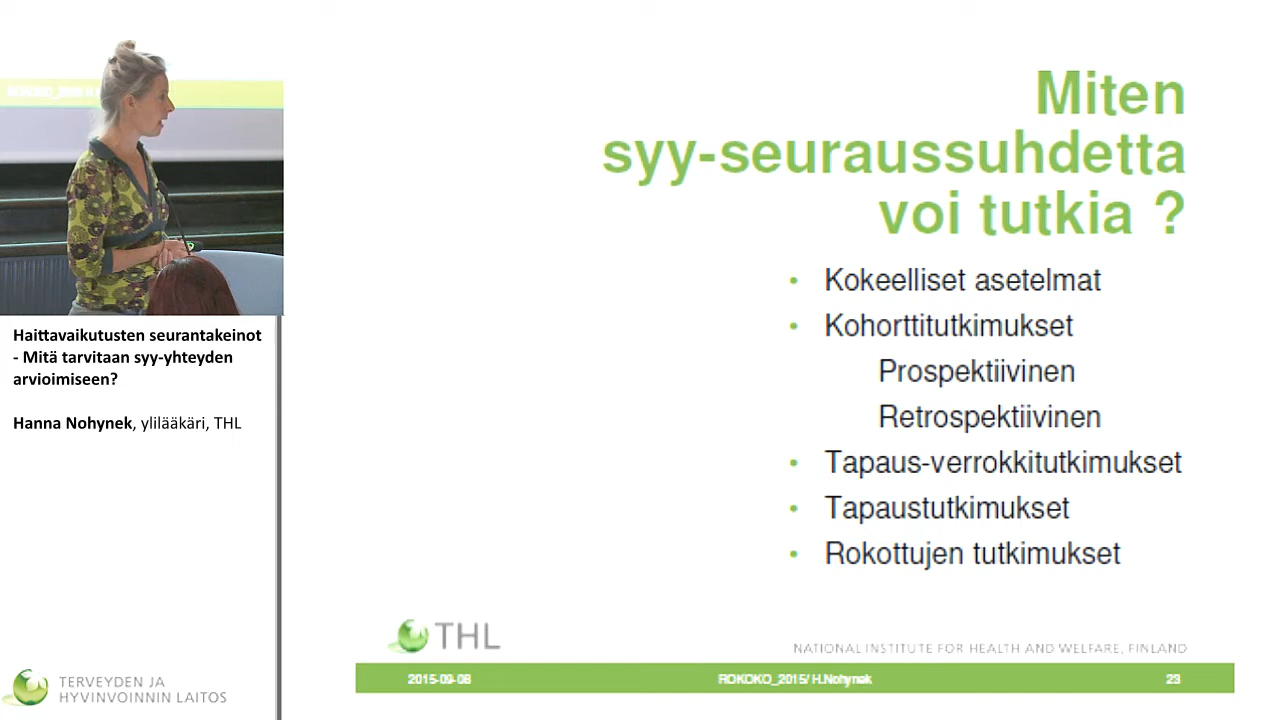 Miten
syy-seuraussuhdetta
voi tutkia ?
• Kokeelliset asetelmat
• Kohorttitutkimukset
Prospektiivinen
Retrospektiivinen
• Tapaus-verrokkitutkimukset
• Tapaustutkimukset
• Rokottujen tutkimukset
Haittavaikutusten seurantakeinot
- Mitä tarvitaan syy-yhteyden
arvioimiseen?
Hanna Nohynek, ylilääkäri, THL
TERVEYDEN JA
HYVINVOINNIN LAITOS
THL
NATIONAL INSTITUTE FOR HEALTH AND WELFARE, FINLAND
2015-09-08 ROKOKO_2015/ H.Nohynek 23